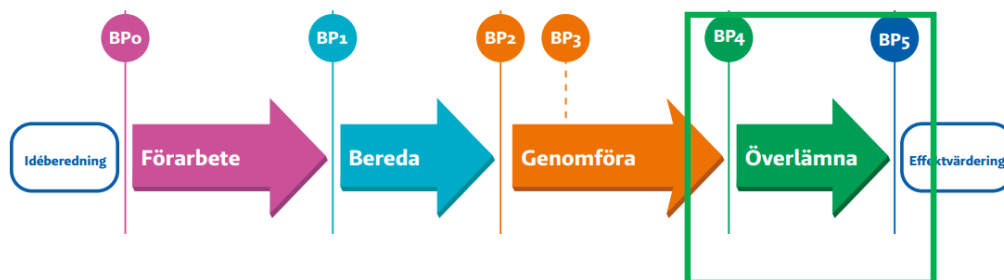 BP0
BP1
BP2
BP3
BP4
BP5
Idéberedning
Förarbete
Bereda
Genomföra
Överlämna
Effektvärdering